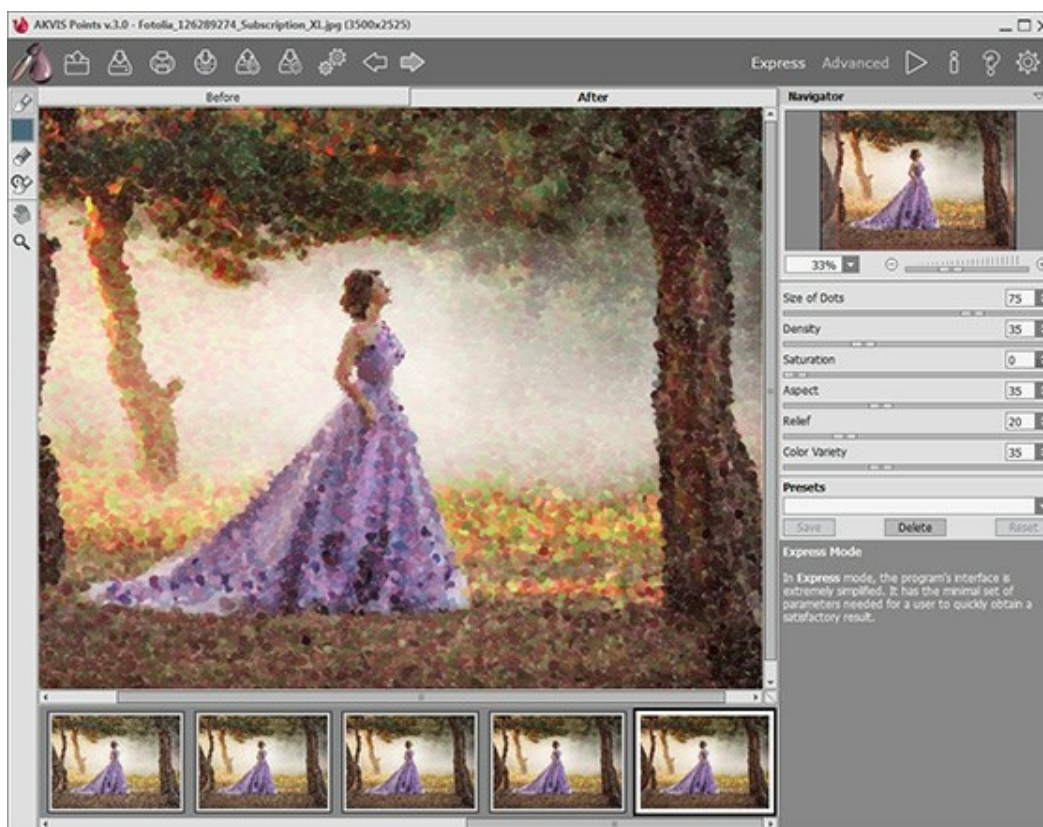 AKVIS Points v.3.0 - Fotolia_126289274_Subscription_XL.jpg (3500x2525)
Express Advanced
Before After Navigator
33%
Size of Dots 75
Density 35
Saturation 0
Aspect 35
Relief 20
Color Variety 35
Presets
Save Delete Reset
Express Mode
In Express mode, the program's interface is
extremely simplified. It has the minimal set of
parameters needed for a user to quickly obtain a
satisfactory result.